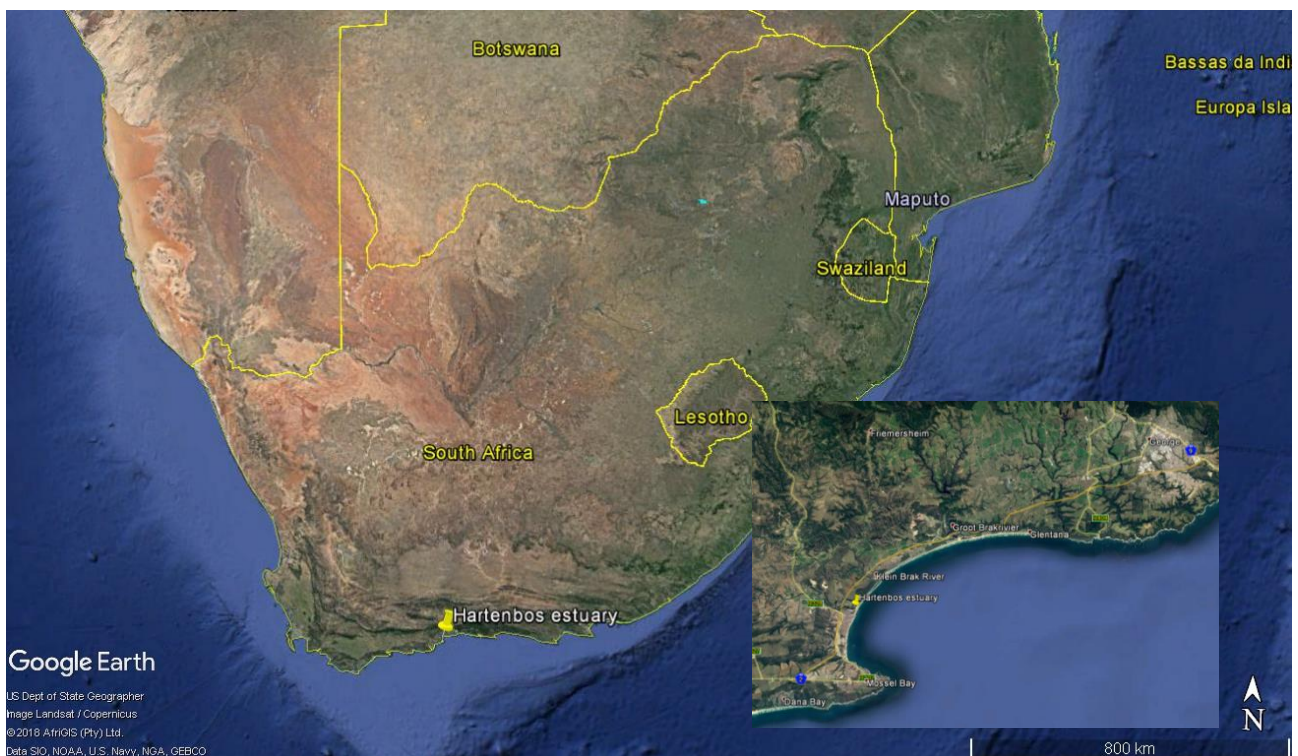 Botswana
Bassas da Indi
Europa Isla
Maputo
Swaziland
Lesotho
South Africa
Hartenbos estuary
Friemersheim
George
Groot Brakrivier
Glentana
Klein Brak River
Hartenbos estuary
Mossel Bay
Dana Bay
Google Earth
US Dept of State Geographer
Image Landsat / Copernicus
© 2018 AfriGIS (Pty) Ltd.
Data SIO, NOAA, U.S. Navy, NGA, GEBCO
N
800 km